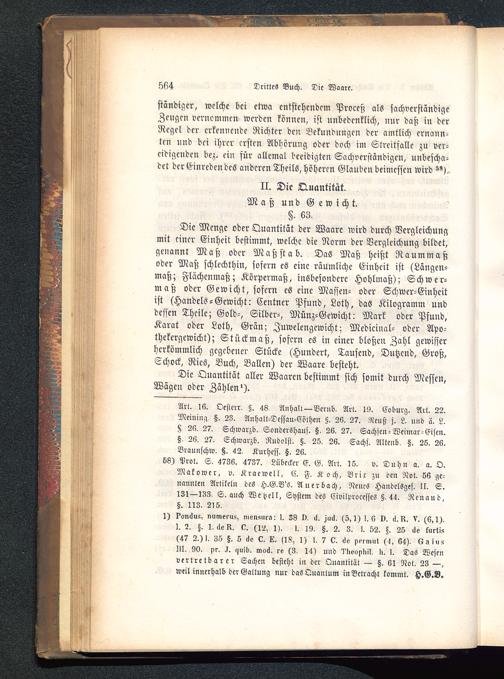 564 Drittes Buch. Die Waare.
ständiger, welche bei etwa entstehendem Proceß als sachverständige
Zeugen vernommen werden können, ist unbedenklich, nur daß in der
Regel der erkennende Richter den Bekundungen der amtlich ernann-
ten und bei ihrer ersten Abhörung oder doch im Streitfalle zu ver-
eidigenden bez. ein für allemal beeidigten Sachverständigen, unbescha-
det der Einreden des anderen Theils, höheren Glauben beimessen wird 58).
II. Die Quantität.
Maß und Gewicht.
§. 63.
Die Menge oder Quantität der Waare wird durch Vergleichung
mit einer Einheit bestimmt, welche die Norm der Vergleichung bildet,
genannt Maß oder Maßstab. Das Maß heißt Raummaß
oder Maß schlechthin, sofern es eine räumliche Einheit ist (Längen-
maß; Flächenmaß; Körpermaß, insbesondere Hohlmaß); Schwer-
maß oder Gewicht, sofern es eine Massen- oder Schwer-Einheit
ist (Handels-Gewicht: Centner Pfund, Loth, das Kilogramm und
dessen Theile; Gold-, Silber-, Münz-Gewicht: Mark oder Pfund,
Karat oder Loth, Grän; Juwelengewicht; Medicinal- oder Apo-
thekergewicht); Stückmaß, sofern es in einer bloßen Zahl gewisser
herkömmlich gegebener Stücke (Hundert, Tausend, Dutzend, Groß,
Schock, Ries, Buch, Ballen) der Waare besteht.
Die Quantität aller Waaren bestimmt sich somit durch Messen,
Wägen oder Zählen 1).
Art. 16. Oesterr. §. 48 Anhalt-Bernb. Art. 19. Coburg. Art. 22.
Meining §. 23. Anhalt-Dessau-Cöthen §. 26. 27. Reuß j. L. und ä. L.
§ 26. 27. Schwarzb. Sondershaus. §. 26. 27. Sachsen-Weimar-Eisen.
§. 26. 27. Schwarzb. Rudolst. §. 25. 26. Sachs. Altenb. §. 25. 26.
Braunschw. §. 42. Kurhess. §. 26.
58) Prot. S. 4736. 4737. Lübecker E. G. Art. 15. v. Duhn a. a. O.
Makower, v. Kraewell, C. F. Koch, Brix zu den Not. 56 ge-
nannten Artikeln des H.G.B's. Auerbach, Neues Handelsges. II. S.
131—133. S. auch Wetzell, System des Civilprocesses §. 44. Renaud,
§. 113. 215.
1) Pondus, numerus, mensura: l. 38 D. d. jud. (5,1) l. 6 D. d. R. V. (6,1).
l. 2. §. 1. de R. C. (12, 1). l. 19. §. 2. 3. l. 52. §. 25 de furtis
(47 2.) l. 35 §. 5 de C. E. (18, 1) l. 7 C. de permut (4, 64). Gaius
III. 90. pr. J. quib. mod. re (3. 14) und Theophil. h. l. Das Wesen
vertretbarer Sachen besteht in der Quantität — §. 61 Not. 23 —,
weil innerhalb der Gattung nur das Quantum in Betracht kommt. H.G.B.